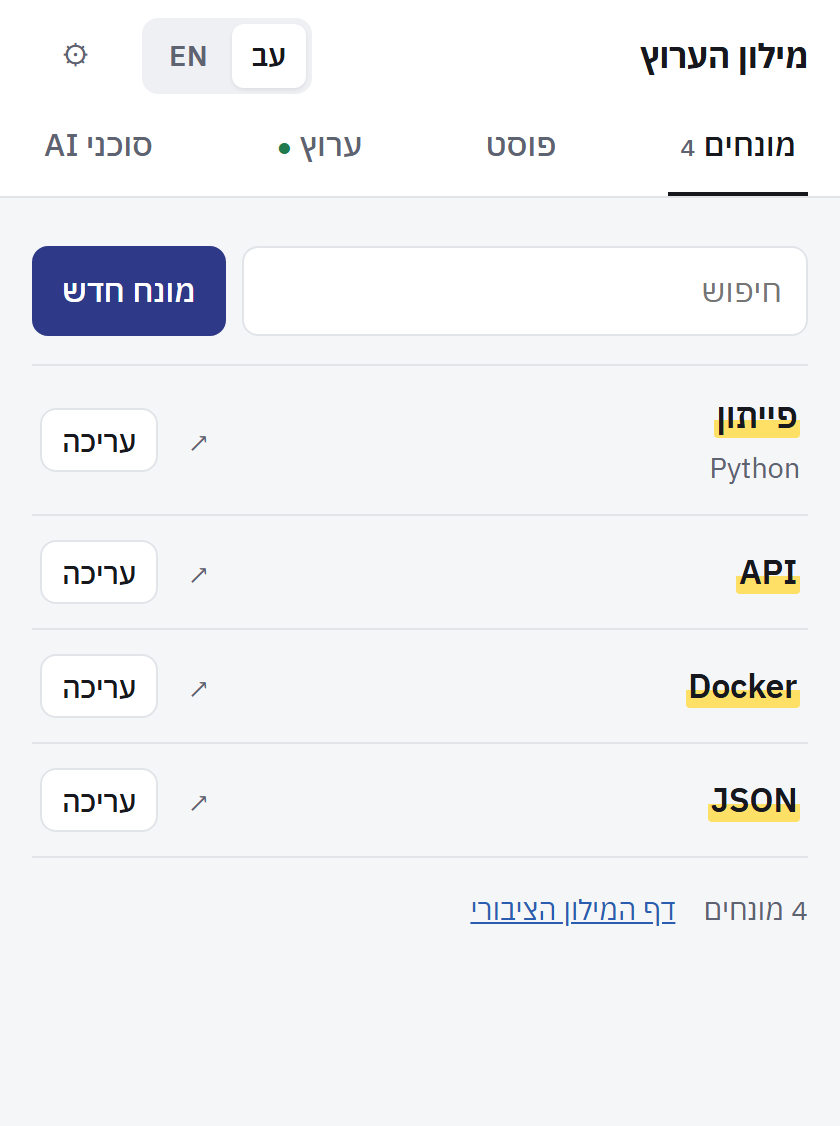 מילון הערוץ
עב EN ⚙
מונחים 4
פוסט
ערוץ
סוכני AI
חיפוש
מונח חדש
פייתון
Python
↗ עריכה
API
↗ עריכה
Docker
↗ עריכה
JSON
↗ עריכה
4 מונחים דף המילון הציבורי